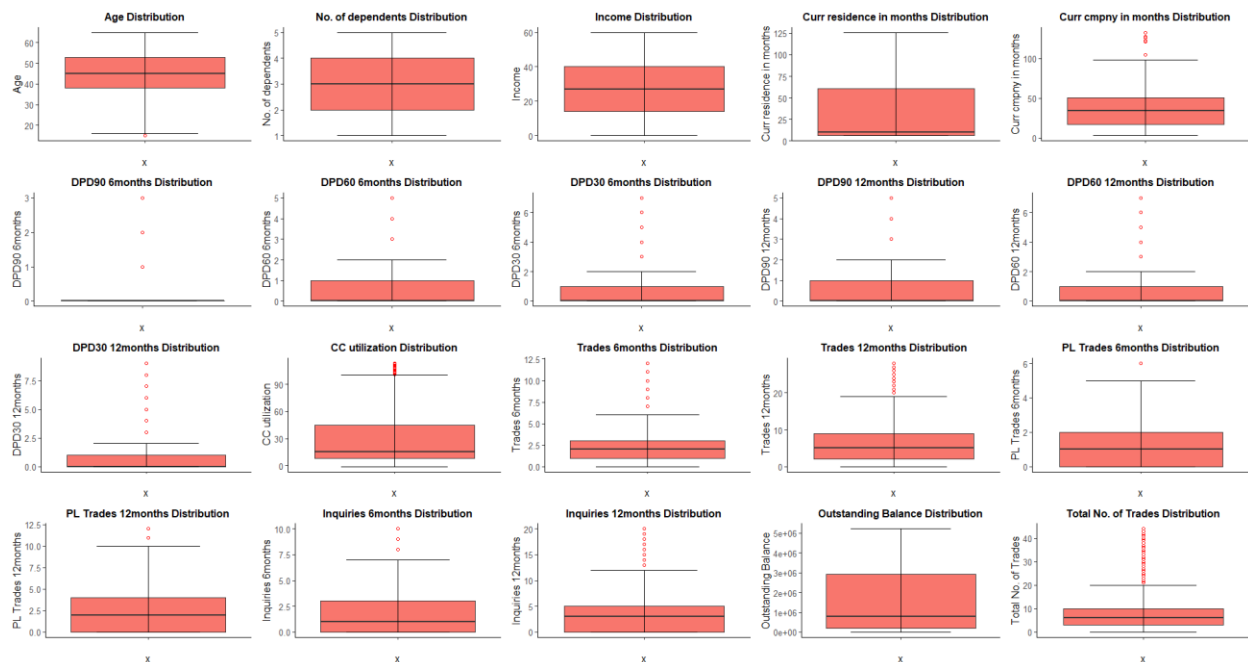 Age Distribution
Age
60
50
40
30
20
x
No. of dependents Distribution
No. of dependents
5
4
3
2
1
x
Income Distribution
Income
60
40
20
0
x
Curr residence in months Distribution
Curr residence in months
125
100
75
50
25
0
x
Curr cmpny in months Distribution
Curr cmpny in months
100
50
0
x
DPD90 6months Distribution
DPD90 6months
3
2
1
0
x
DPD60 6months Distribution
DPD60 6months
5
4
3
2
1
0
x
DPD30 6months Distribution
DPD30 6months
6
4
2
0
x
DPD90 12months Distribution
DPD90 12months
5
4
3
2
1
0
x
DPD60 12months Distribution
DPD60 12months
6
4
2
0
x
DPD30 12months Distribution
DPD30 12months
7.5
5.0
2.5
0.0
x
CC utilization Distribution
CC utilization
90
60
30
0
x
Trades 6months Distribution
Trades 6months
12.5
10.0
7.5
5.0
2.5
0.0
x
Trades 12months Distribution
Trades 12months
20
10
0
x
PL Trades 6months Distribution
PL Trades 6months
6
4
2
0
x
PL Trades 12months Distribution
PL Trades 12months
12.5
10.0
7.5
5.0
2.5
0.0
x
Inquiries 6months Distribution
Inquiries 6months
10.0
7.5
5.0
2.5
0.0
x
Inquiries 12months Distribution
Inquiries 12months
20
15
10
5
0
x
Outstanding Balance Distribution
Outstanding Balance
5e+06
4e+06
3e+06
2e+06
1e+06
0e+00
x
Total No. of Trades Distribution
Total No. of Trades
40
30
20
10
0
x